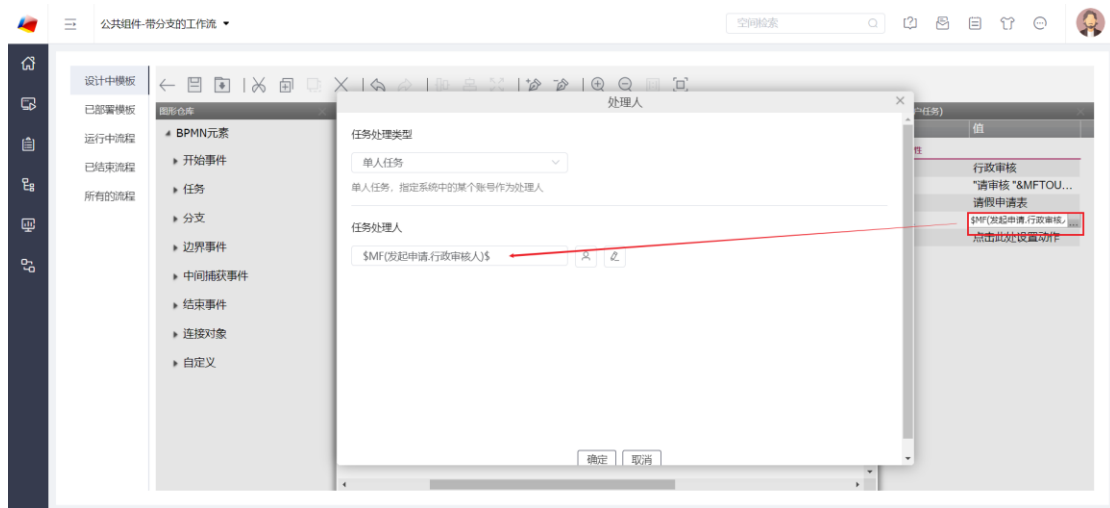 公共组件-带分支的工作流
空间检索
设计中模板
已部署模板
运行中流程
已结束流程
所有的流程
图形仓库
BPMN元素
开始事件
任务
分支
边界事件
中间捕获事件
结束事件
连接对象
自定义
处理人
任务处理类型
单人任务
单人任务，指定系统中的某个账号作为处理人
任务处理人
$MF(发起申请.行政审核人)$
确定
取消
户任务)
值
性
行政审核
"请审核 "&MFTOU...
请假申请表
$MF(发起申请.行政审核人
...
点击此处设置动作